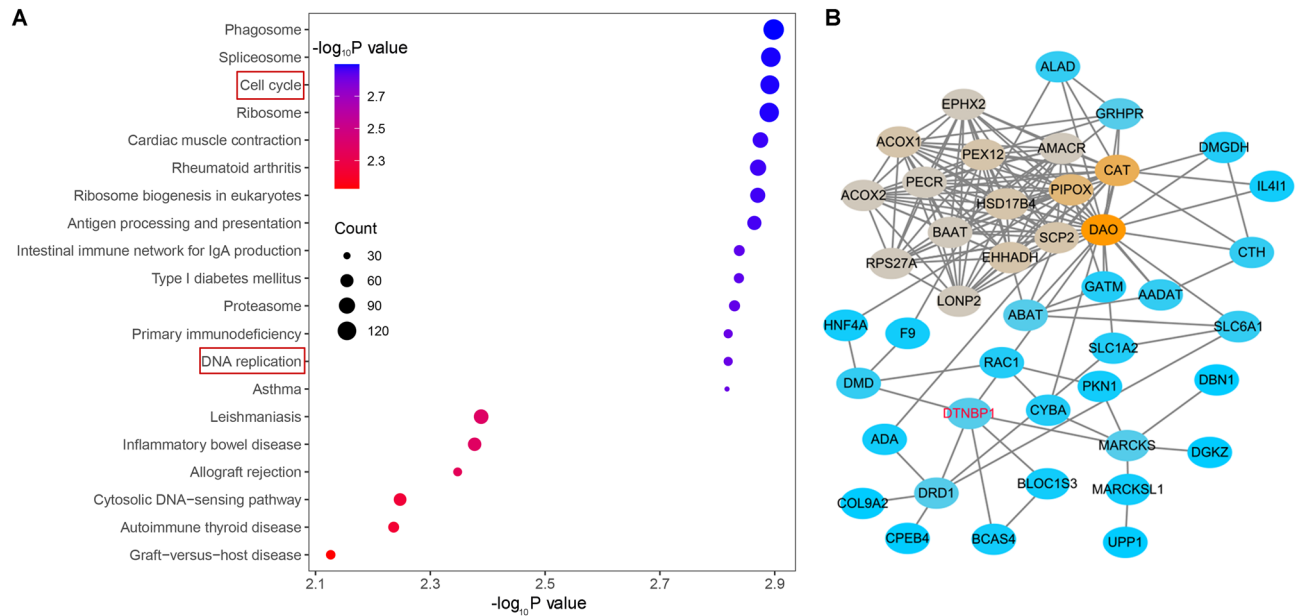 A
Phagosome
Spliceosome
Cell cycle
Ribosome
Cardiac muscle contraction
Rheumatoid arthritis
Ribosome biogenesis in eukaryotes
Antigen processing and presentation
Intestinal immune network for IgA production
Type I diabetes mellitus
Proteasome
Primary immunodeficiency
DNA replication
Asthma
Leishmaniasis
Inflammatory bowel disease
Allograft rejection
Cytosolic DNA−sensing pathway
Autoimmune thyroid disease
Graft−versus−host disease
-log10P value
2.7
2.5
2.3
Count
30
60
90
120
2.1
2.3
2.5
2.7
2.9
-log10P value
B
ALAD
EPHX2
GRHPR
ACOX1
PEX12
AMACR
DMGDH
CAT
PECR
PIPOX
IL4I1
ACOX2
HSD17B4
DAO
BAAT
SCP2
CTH
RPS27A
EHHADH
GATM
AADAT
LONP2
ABAT
HNF4A
F9
SLC6A1
SLC1A2
RAC1
DMD
PKN1
DBN1
DTNBP1
CYBA
ADA
MARCKS
DGKZ
BLOC1S3
MARCKSL1
DRD1
COL9A2
CPEB4
BCAS4
UPP1